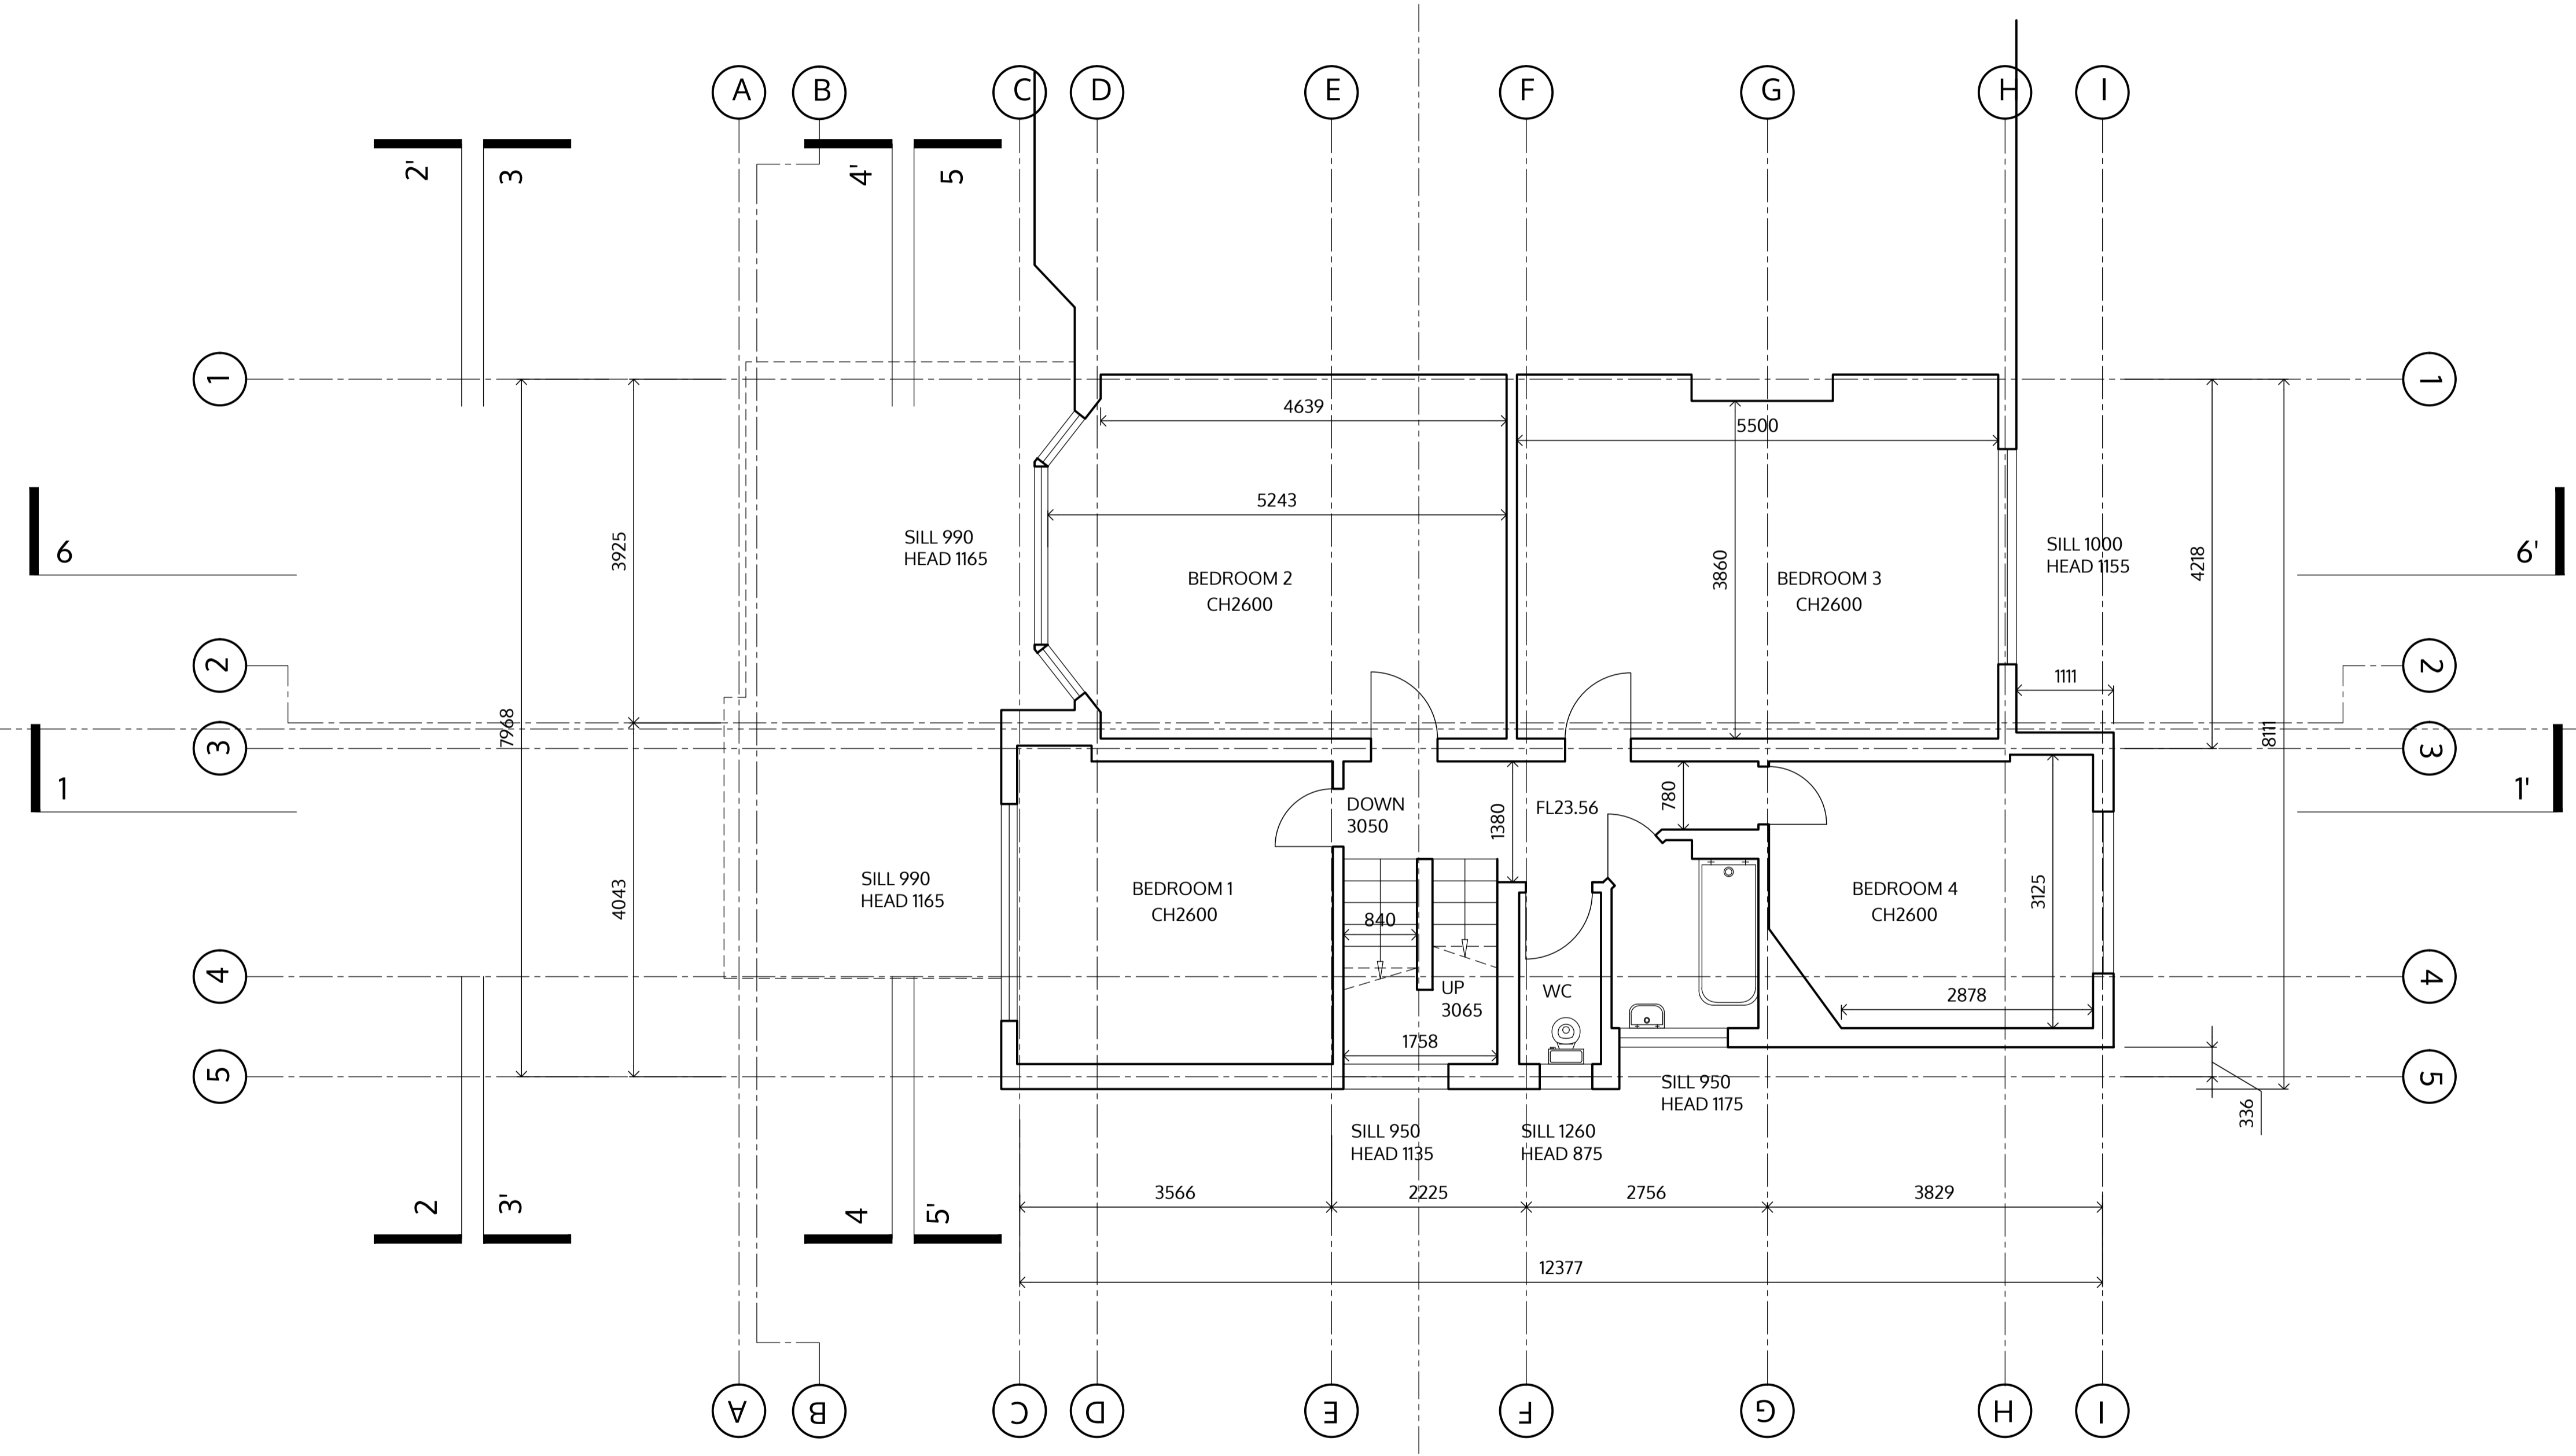 A B C D E F G H I
2' 3 4' 5
1 1
4639
5500
5243
SILL 990
HEAD 1165
3925
6 6'
BEDROOM 2
CH2600
3860
BEDROOM 3
CH2600
SILL 1000
HEAD 1155
4218
2 2
1111
7968
8111
3 3
1 1'
DOWN
3050
1380
FL23.56
780
SILL 990
HEAD 1165
4043
BEDROOM 1
CH2600
840
BEDROOM 4
CH2600
3125
4 4
UP
3065
WC
2878
1758
5 5
SILL 950
HEAD 1175
336
SILL 950
HEAD 1135
SILL 1260
HEAD 875
2 3' 4 5'
3566 2225 2756 3829
12377
A B C D E F G H I